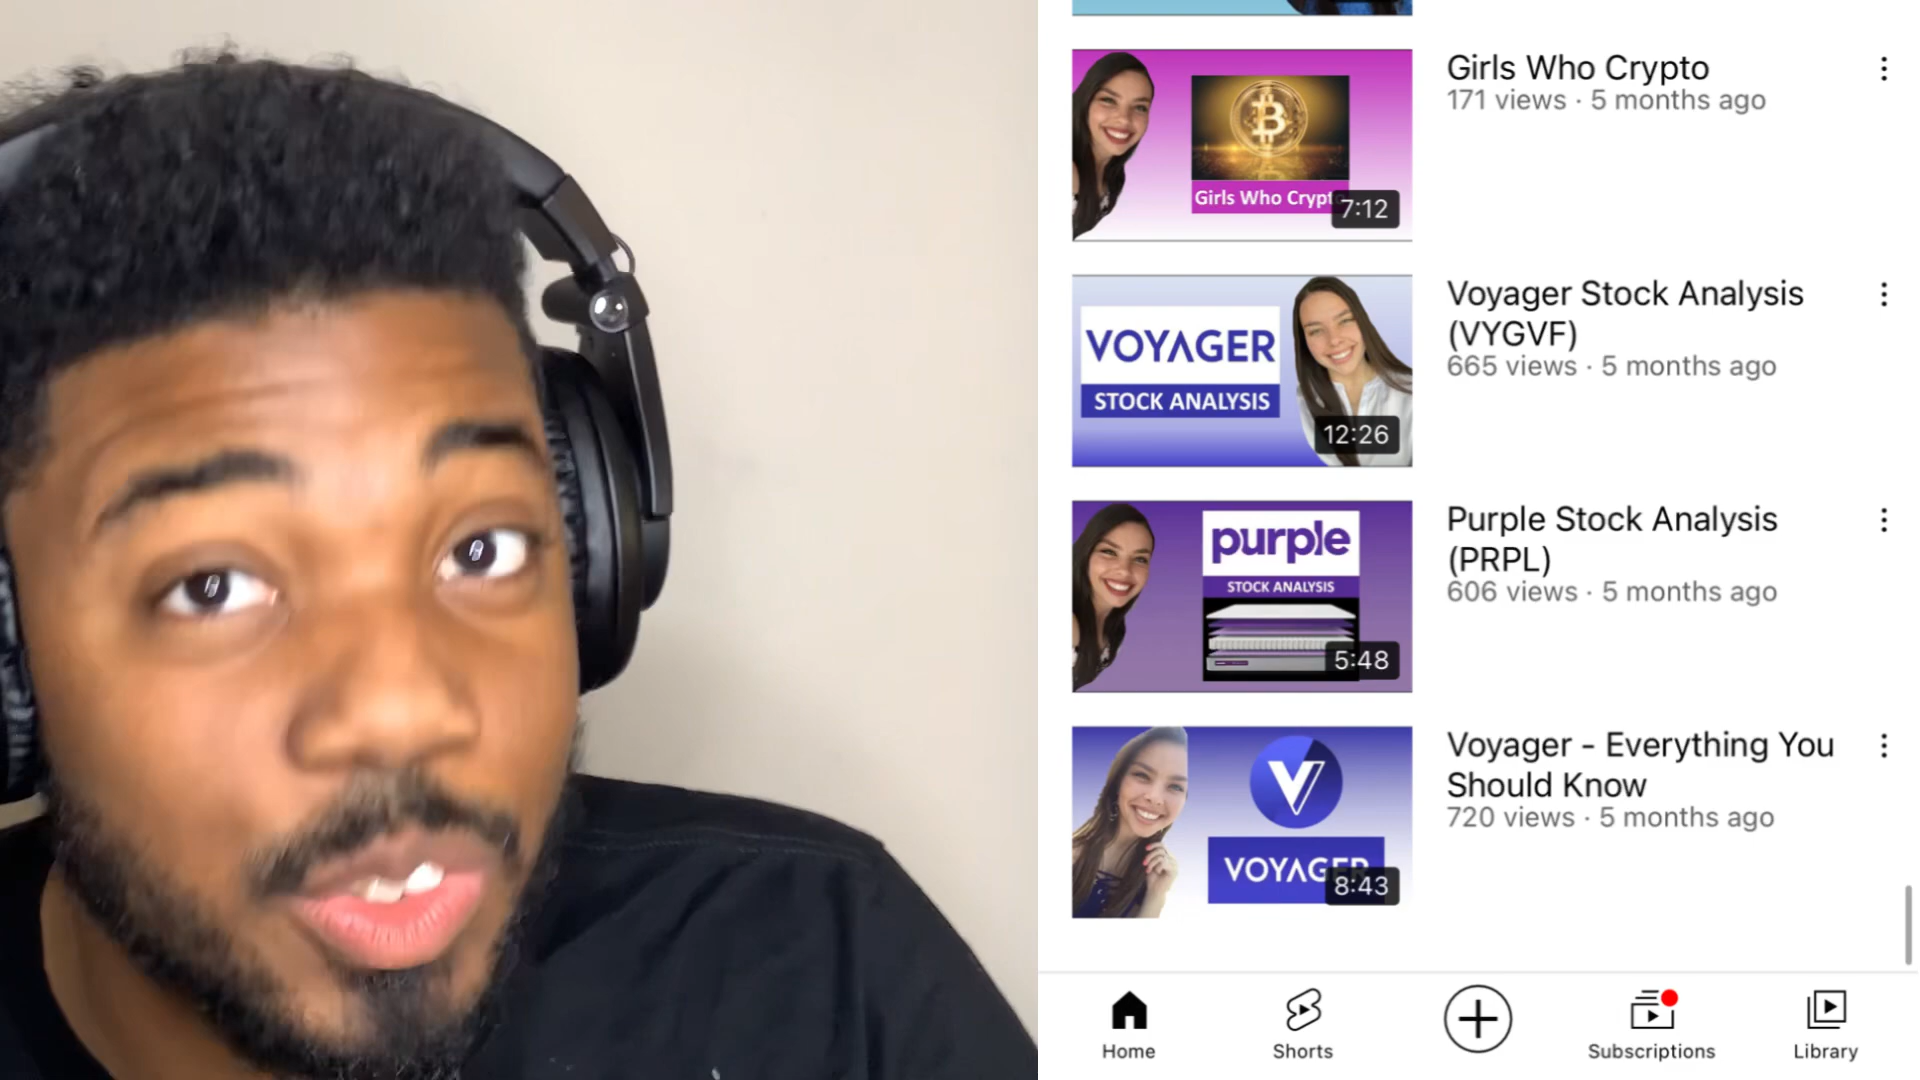 Girls Who Crypto
171 views · 5 months ago
Girls Who Crypt
7:12
Voyager Stock Analysis
(VYGVF)
665 views · 5 months ago
VOYAGER
STOCK ANALYSIS
12:26
Purple Stock Analysis
(PRPL)
606 views · 5 months ago
purple
STOCK ANALYSIS
5:48
Voyager - Everything You
Should Know
720 views · 5 months ago
V
VOYAGER
8:43
Home
Shorts
Subscriptions
Library